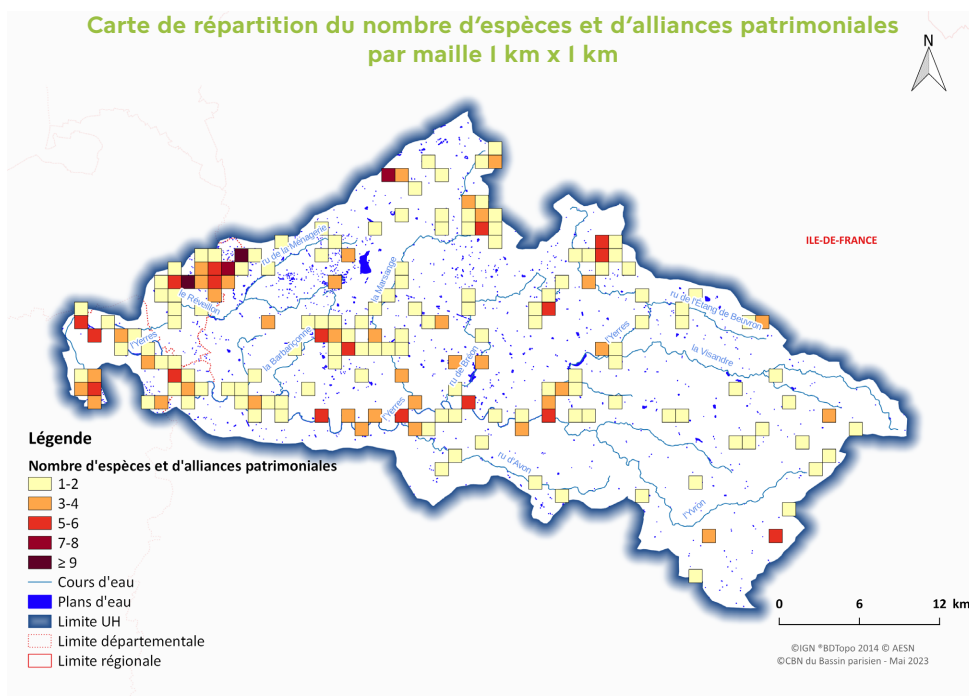 Carte de répartition du nombre d'espèces et d'alliances patrimoniales
par maille 1 km x 1 km
N
ILE-DE-FRANCE
ru de la Ménagerie
la Marsange
le Réveillon
ru de l'Étang de Beuvron
l'Yerres
l'Yerres
la Visandre
la Barbançonne
ru de Bréon
l'Yerres
ru d'Avon
l'Yvron
Légende
Nombre d'espèces et d'alliances patrimoniales
1-2
3-4
5-6
7-8
≥ 9
Cours d'eau
Plans d'eau
Limite UH
Limite départementale
Limite régionale
0 6 12 km
©IGN ®BDTopo 2014 © AESN
©CBN du Bassin parisien - Mai 2023